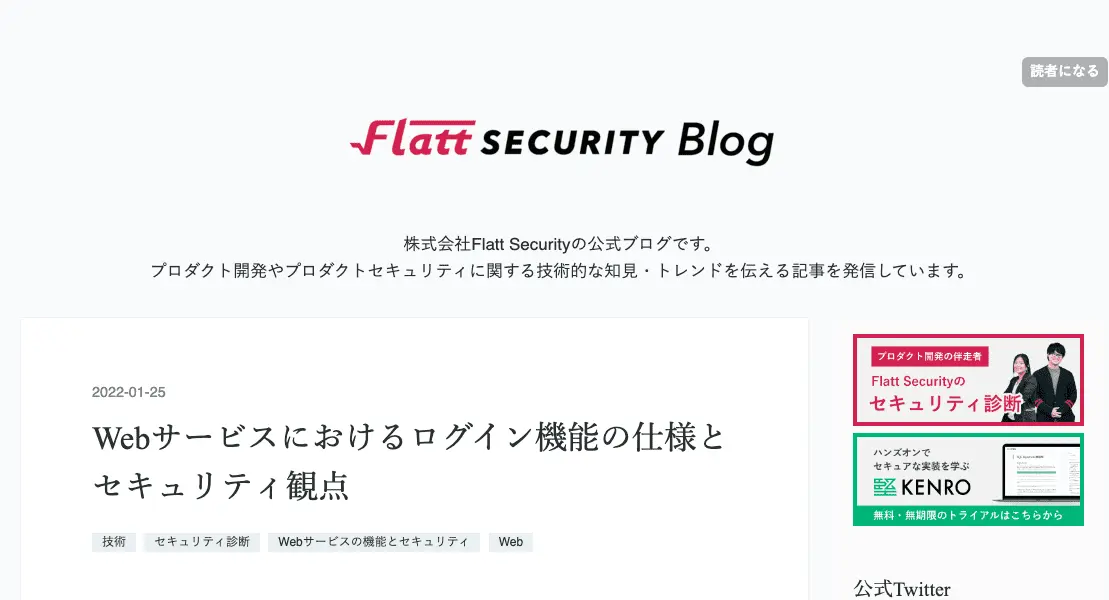 読者になる
Flatt SECURITY Blog
株式会社Flatt Securityの公式ブログです。
プロダクト開発やプロダクトセキュリティに関する技術的な知見・トレンドを伝える記事を発信しています。
2022-01-25
Webサービスにおけるログイン機能の仕様と
セキュリティ観点
技術 セキュリティ診断 Webサービスの機能とセキュリティ Web
プロダクト開発の伴走者
Flatt Securityの
セキュリティ診断
ハンズオンで
セキュアな実装を学ぶ
KENRO
無料・無期限のトライアルはこちらから
公式Twitter